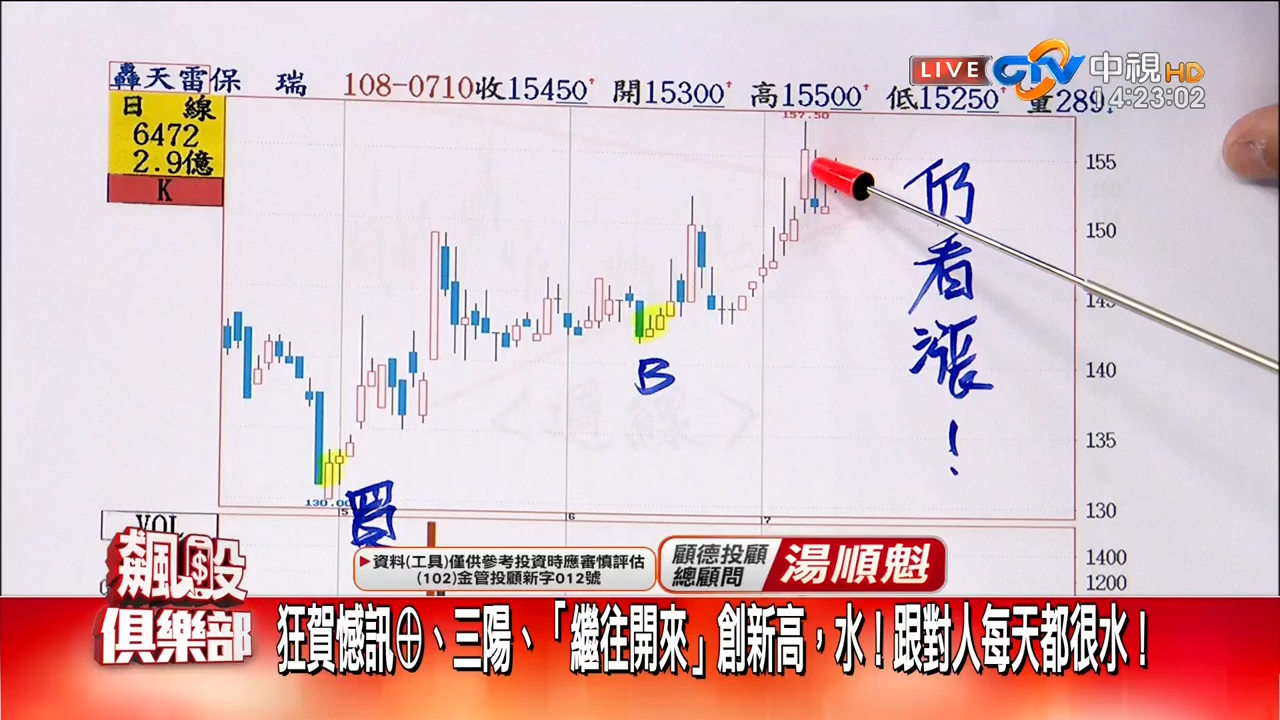 轟天雷保 瑞 108-0710收15450↑ 開15300↑ 高15500↑ 低15250↑ 量289↓
LIVE CTV 中視HD
14:23:02
日 線
6472
2.9億
K
157.50
155
150
145
140
135
130
仍看漲！
B
買
130.00
5
6
7
VOL
1400
1200
飆股俱樂部
▶資料(工具)僅供參考投資時應審慎評估
(102)金管投顧新字012號
顧德投顧
總顧問
湯順魁
狂賀憾訊⊕、三陽、「繼往開來」創新高，水！跟對人每天都很水！